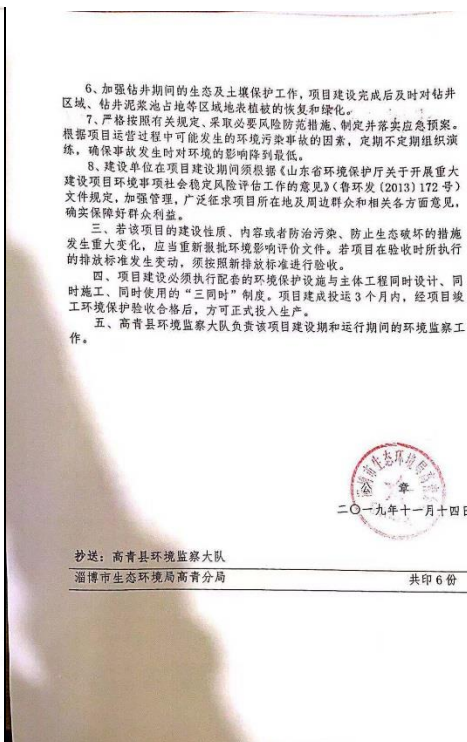 6、加强钻井期间的生态及土壤保护工作，项目建设完成后及时对钻井
区域、钻井泥浆池占地等区域地表植被的恢复和绿化。
7、严格按照有关规定、采取必要风险防范措施、制定并落实应急预案。
根据项目运营过程中可能发生的环境污染事故的因素，定期不定期组织演
练，确保事故发生时对环境的影响降到最低。
8、建设单位在项目建设期间须根据《山东省环境保护厅关于开展重大
建设项目环境事项社会稳定风险评估工作的意见》（鲁环发〔2013〕172号）
文件规定，加强管理，广泛征求项目所在地及周边群众和相关各方面意见，
确实保障好群众利益。
三、若该项目的建设性质、内容或者防治污染、防止生态破坏的措施
发生重大变化，应当重新报批环境影响评价文件。若项目在验收时所执行
的排放标准发生变动，须按照新排放标准进行验收。
四、项目建设必须执行配套的环境保护设施与主体工程同时设计、同
时施工、同时使用的“三同时”制度。项目建成投运3个月内，经项目竣
工环境保护验收合格后，方可正式投入生产。
五、高青县环境监察大队负责该项目建设期和运行期间的环境监察工
作。
淄博市生态环境局高青分局
章
二〇一九年十一月十四日
抄送：高青县环境监察大队
淄博市生态环境局高青分局 共印6份